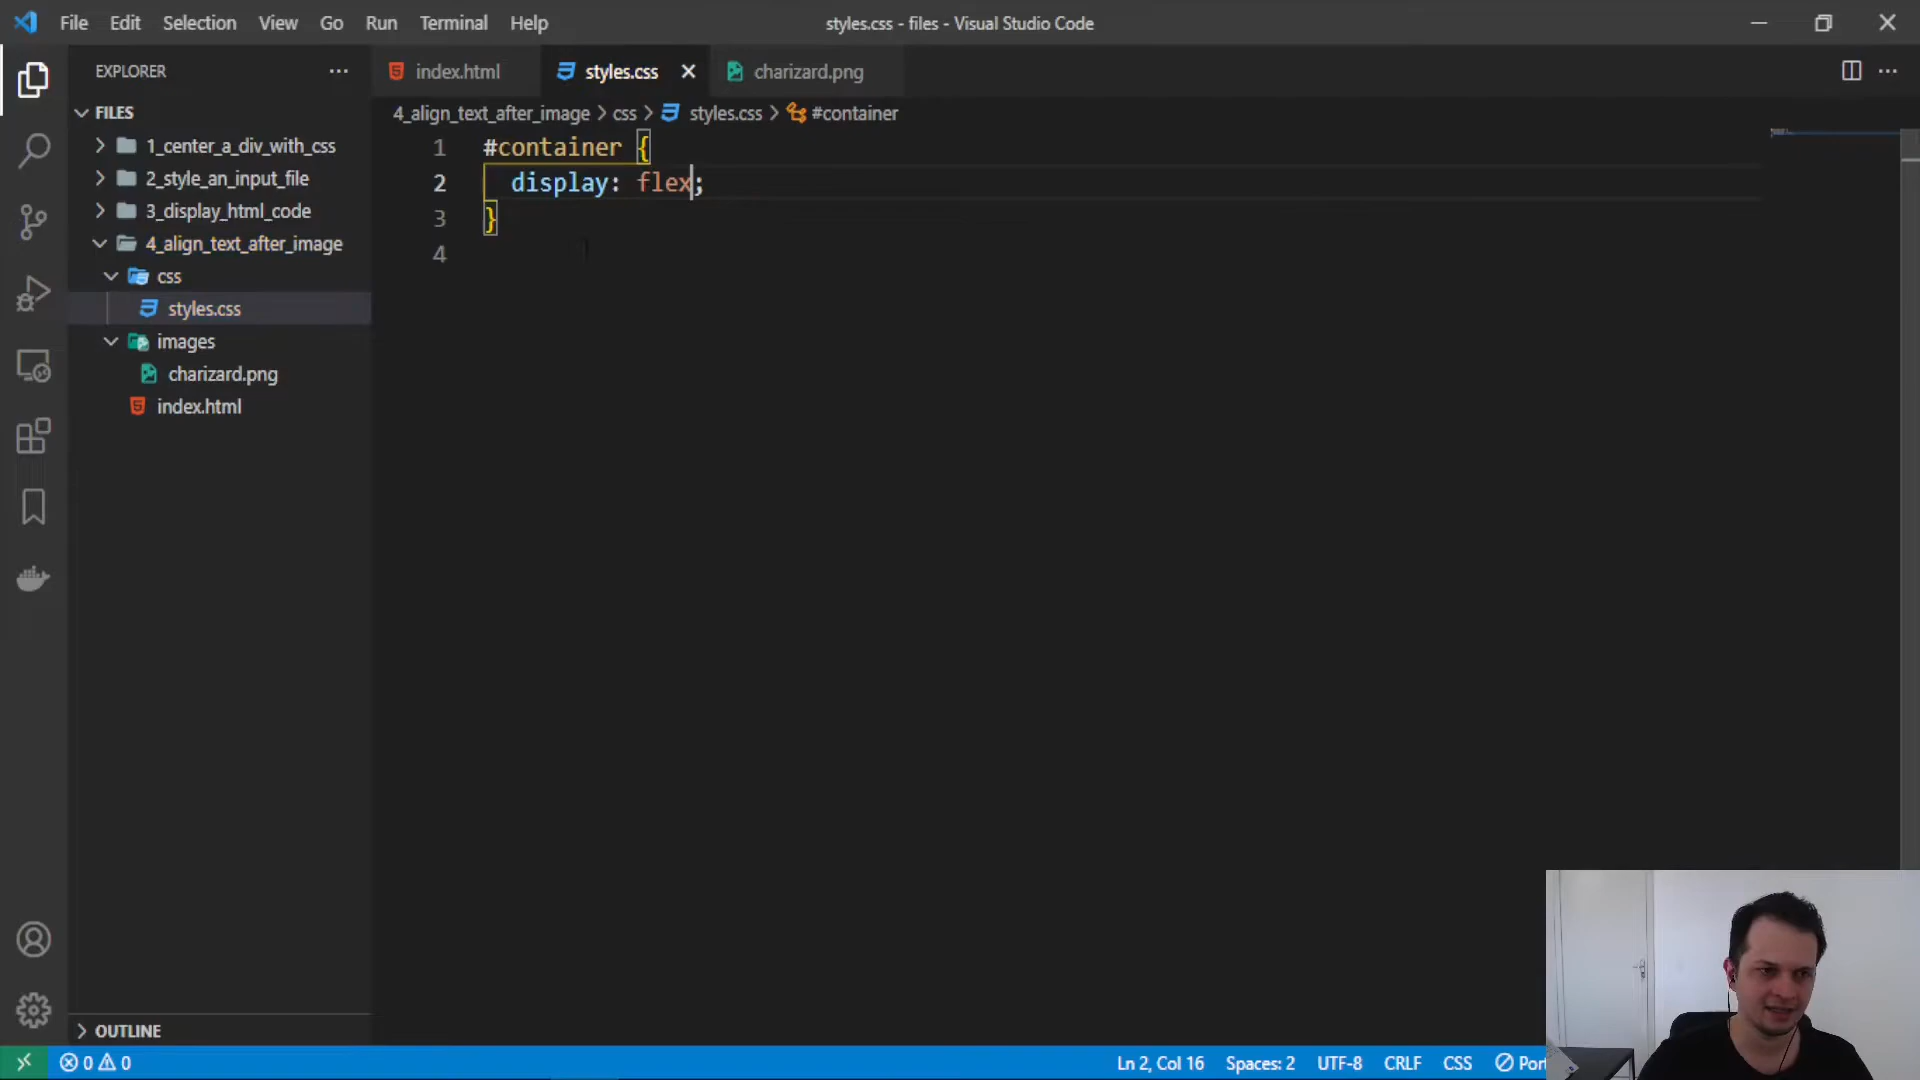 File Edit Selection View Go Run Terminal Help
styles.css - files - Visual Studio Code
EXPLORER
index.html
styles.css
charizard.png
4_align_text_after_image > css > styles.css > #container
FILES
1_center_a_div_with_css
2_style_an_input_file
3_display_html_code
4_align_text_after_image
css
styles.css
images
charizard.png
index.html
1 #container {
2 display: flex;
3 }
4
OUTLINE
0 0
Ln 2, Col 16 Spaces: 2 UTF-8 CRLF CSS